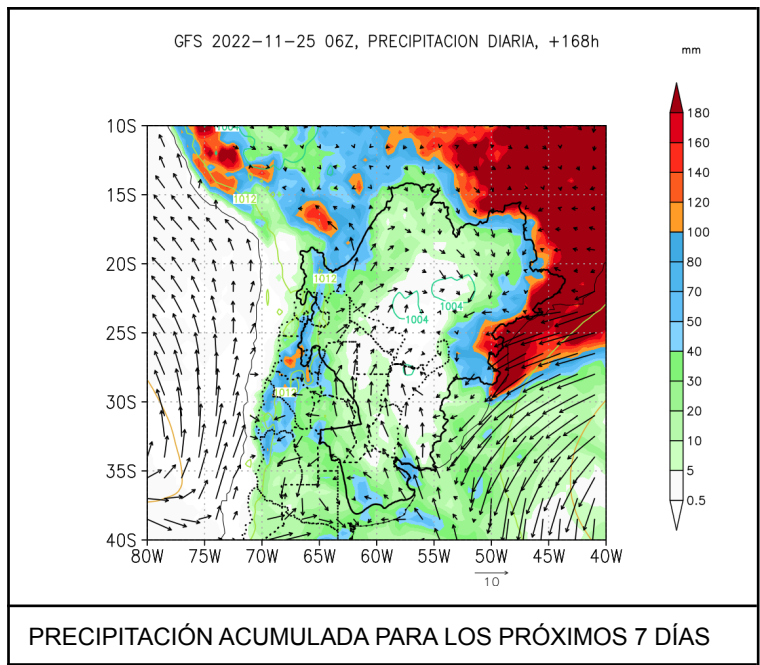 GFS 2022-11-25 06Z, PRECIPITACION DIARIA, +168h
mm
10S
15S
20S
25S
30S
35S
40S
1004
1012
1012
1004
1004
1012
180
160
140
120
100
80
70
60
50
40
30
20
10
5
0.5
80W 75W 70W 65W 60W 55W 50W 45W 40W
10
PRECIPITACIÓN ACUMULADA PARA LOS PRÓXIMOS 7 DÍAS